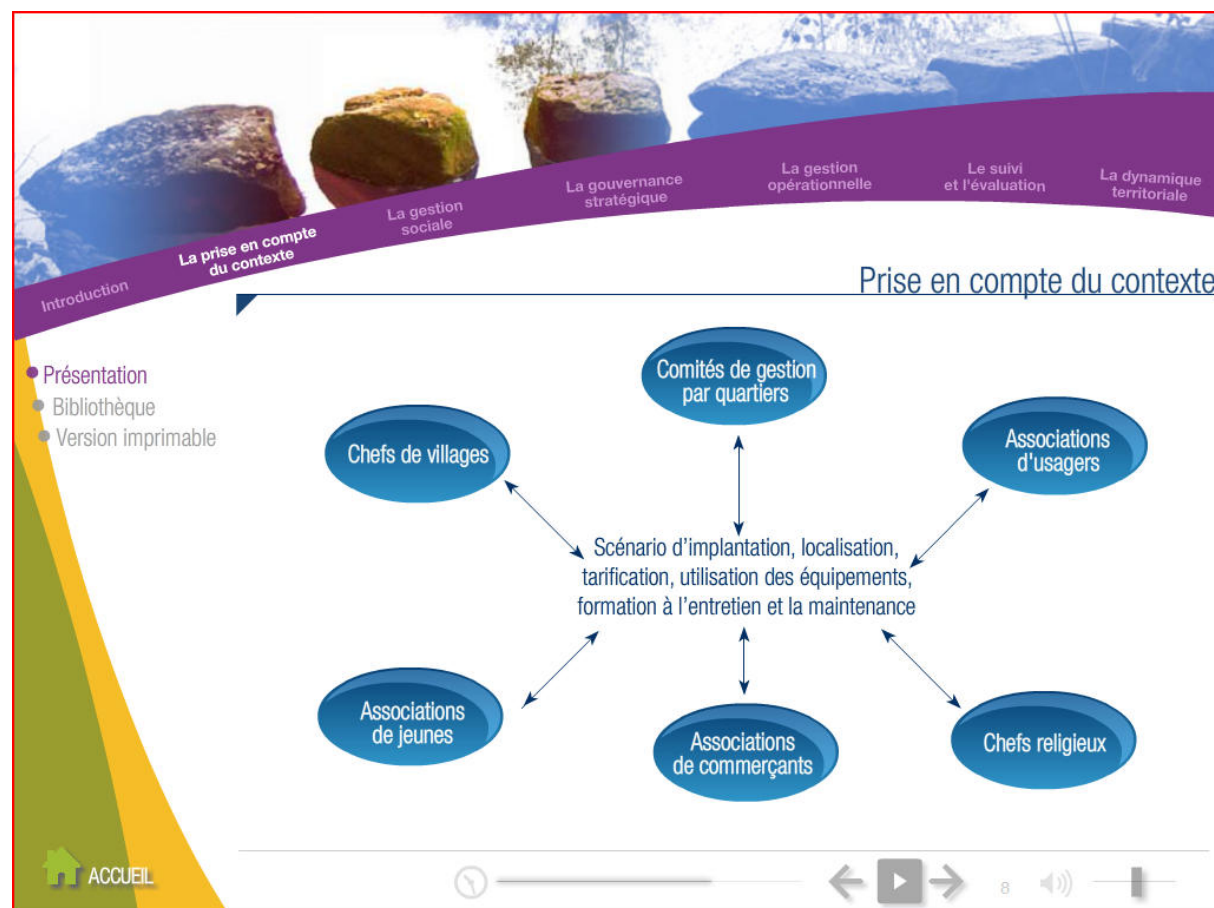 Introduction
La prise en compte
du contexte
La gestion
sociale
La gouvernance
stratégique
La gestion
opérationnelle
Le suivi
et l'évaluation
La dynamique
territoriale
Prise en compte du contexte
Présentation
Bibliothèque
Version imprimable
Comités de gestion
par quartiers
Chefs de villages
Associations
d'usagers
Scénario d'implantation, localisation,
tarification, utilisation des équipements,
formation à l'entretien et la maintenance
Associations
de jeunes
Associations
de commerçants
Chefs religieux
ACCUEIL
8